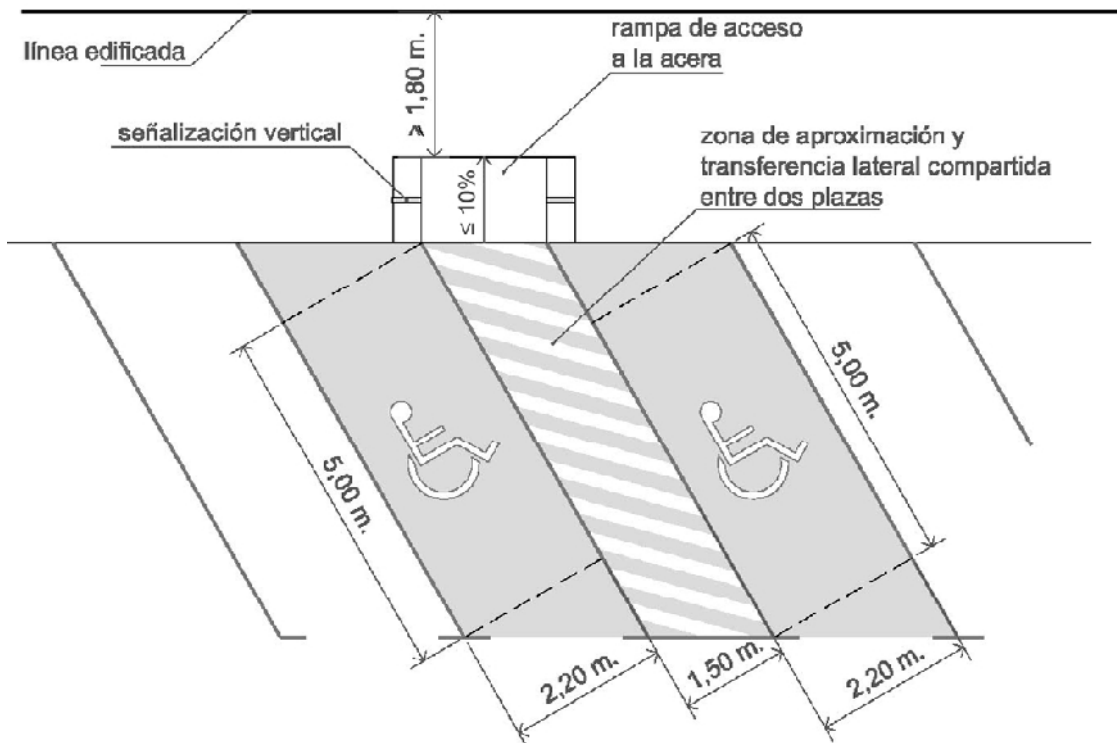 línea edificada
≥ 1,80 m.
rampa de acceso
a la acera
señalización vertical
≤ 10%
zona de aproximación y
transferencia lateral compartida
entre dos plazas
5,00 m.
5,00 m.
2,20 m.
1,50 m.
2,20 m.